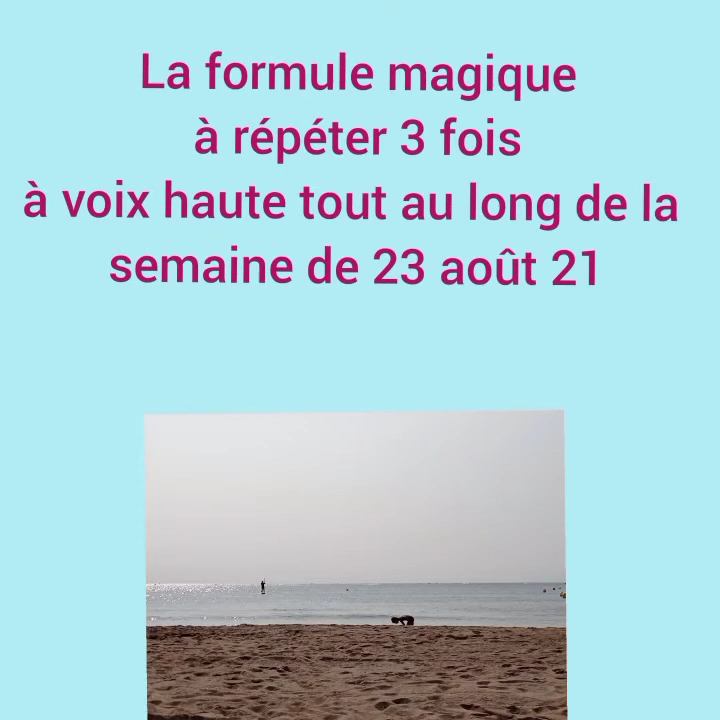 La formule magique
à répéter 3 fois
à voix haute tout au long de la
semaine de 23 août 21